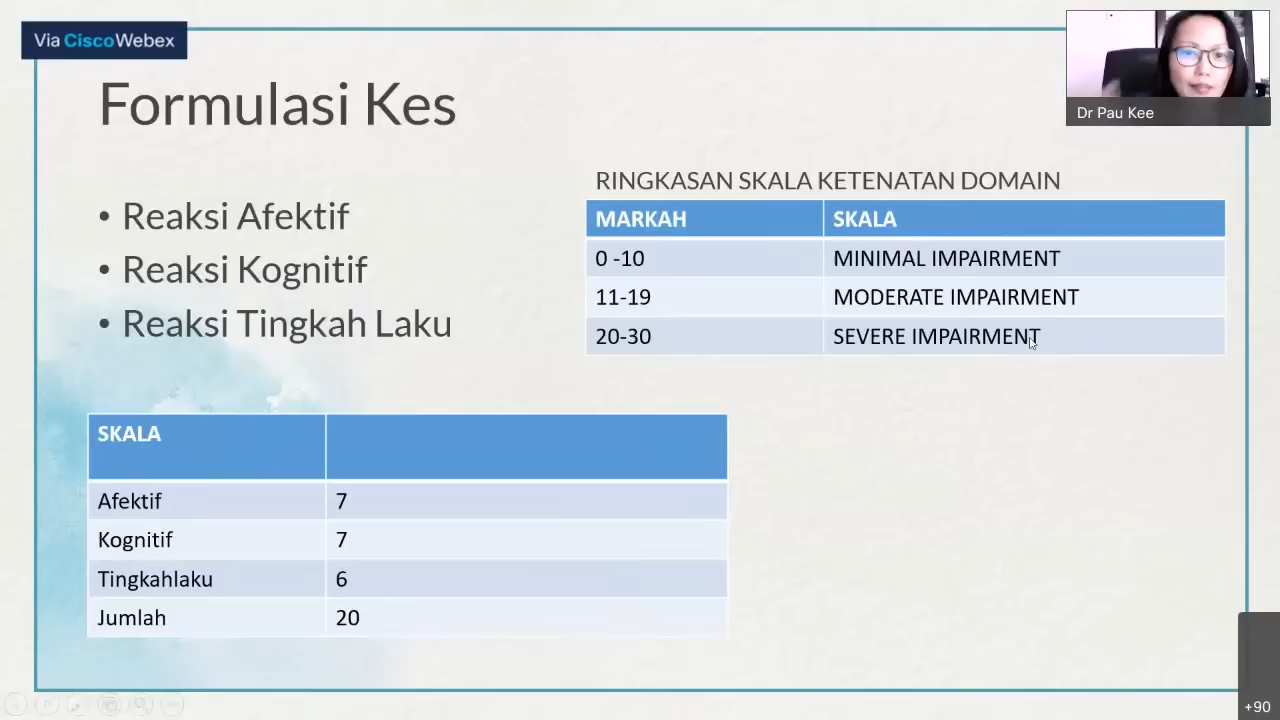 Via CiscoWebex
Dr Pau Kee
Formulasi Kes
• Reaksi Afektif
• Reaksi Kognitif
• Reaksi Tingkah Laku
RINGKASAN SKALA KETENATAN DOMAIN
MARKAH SKALA
0 -10 MINIMAL IMPAIRMENT
11-19 MODERATE IMPAIRMENT
20-30 SEVERE IMPAIRMENT
SKALA
Afektif 7
Kognitif 7
Tingkahlaku 6
Jumlah 20
+90